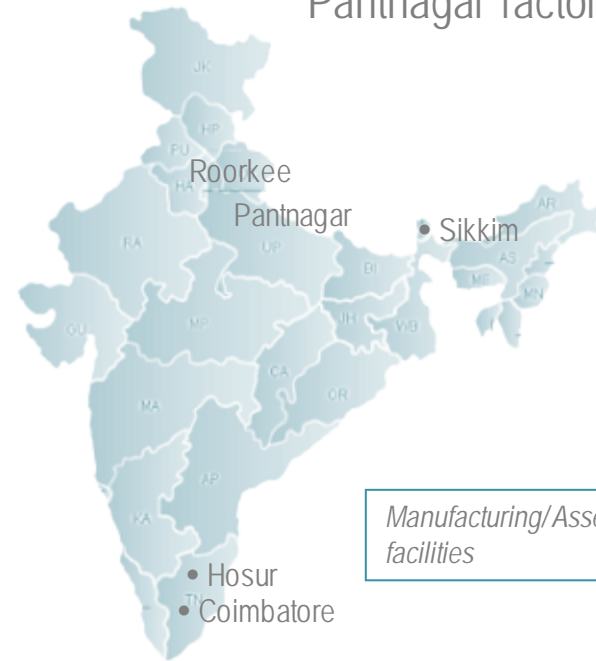 Pantnagar factor
JK
HP
PU
Roorkee
HA
Pantnagar
Sikkim
AR
RA
UP
AS
BI
ME
MN
GU
MP
JH
WB
CA
OR
MA
AP
KA
Manufacturing/Asse
facilities
• Hosur
TN
• Coimbatore